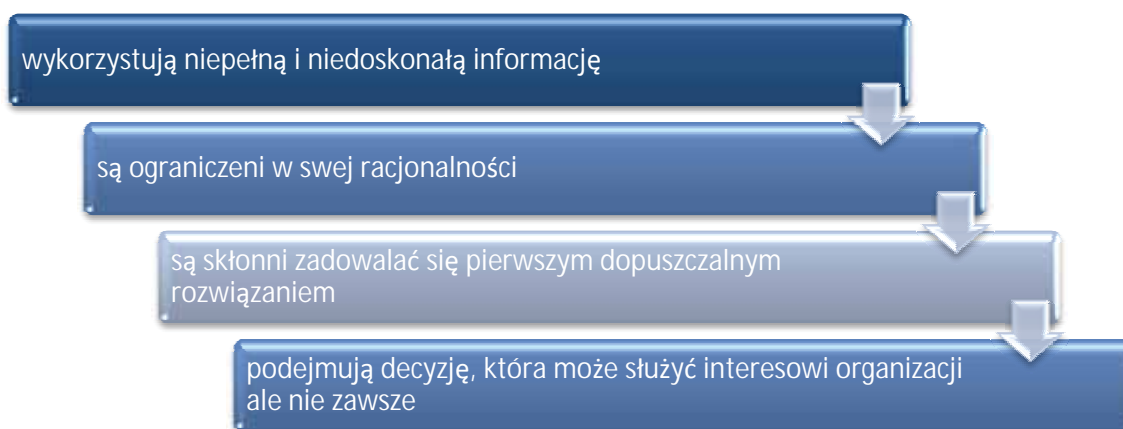 wykorzystują niepełną i niedoskonałą informację
są ograniczeni w swej racjonalności
są skłonni zadowalać się pierwszym dopuszczalnym
rozwiązaniem
podejmują decyzję, która może służyć interesowi organizacji
ale nie zawsze